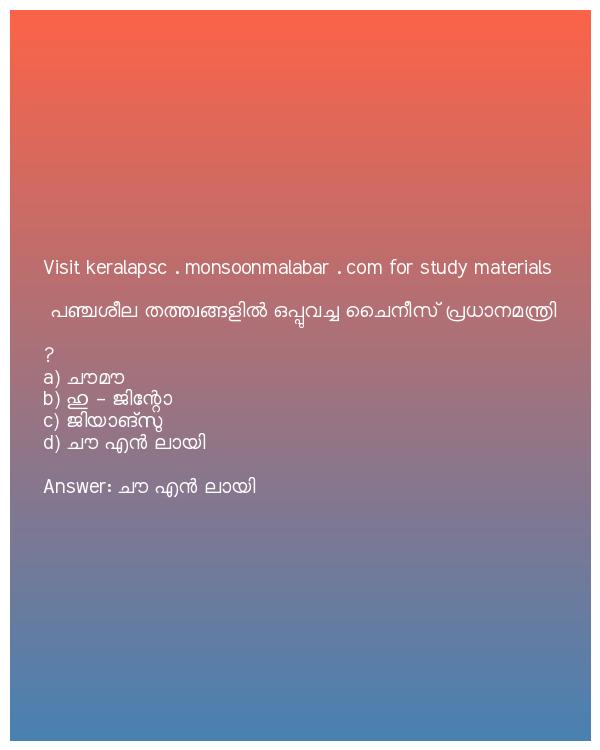 Visit keralapsc . monsoonmalabar . com for study materials
പഞ്ചശീല തത്ത്വങ്ങളിൽ ഒപ്പുവച്ച ചൈനീസ് പ്രധാനമന്ത്രി
?
a) ചൗമൗ
b) ഹു - ജിന്റോ
c) ജിയാങ്സു
d) ചൗ എൻ ലായി
Answer: ചൗ എൻ ലായി